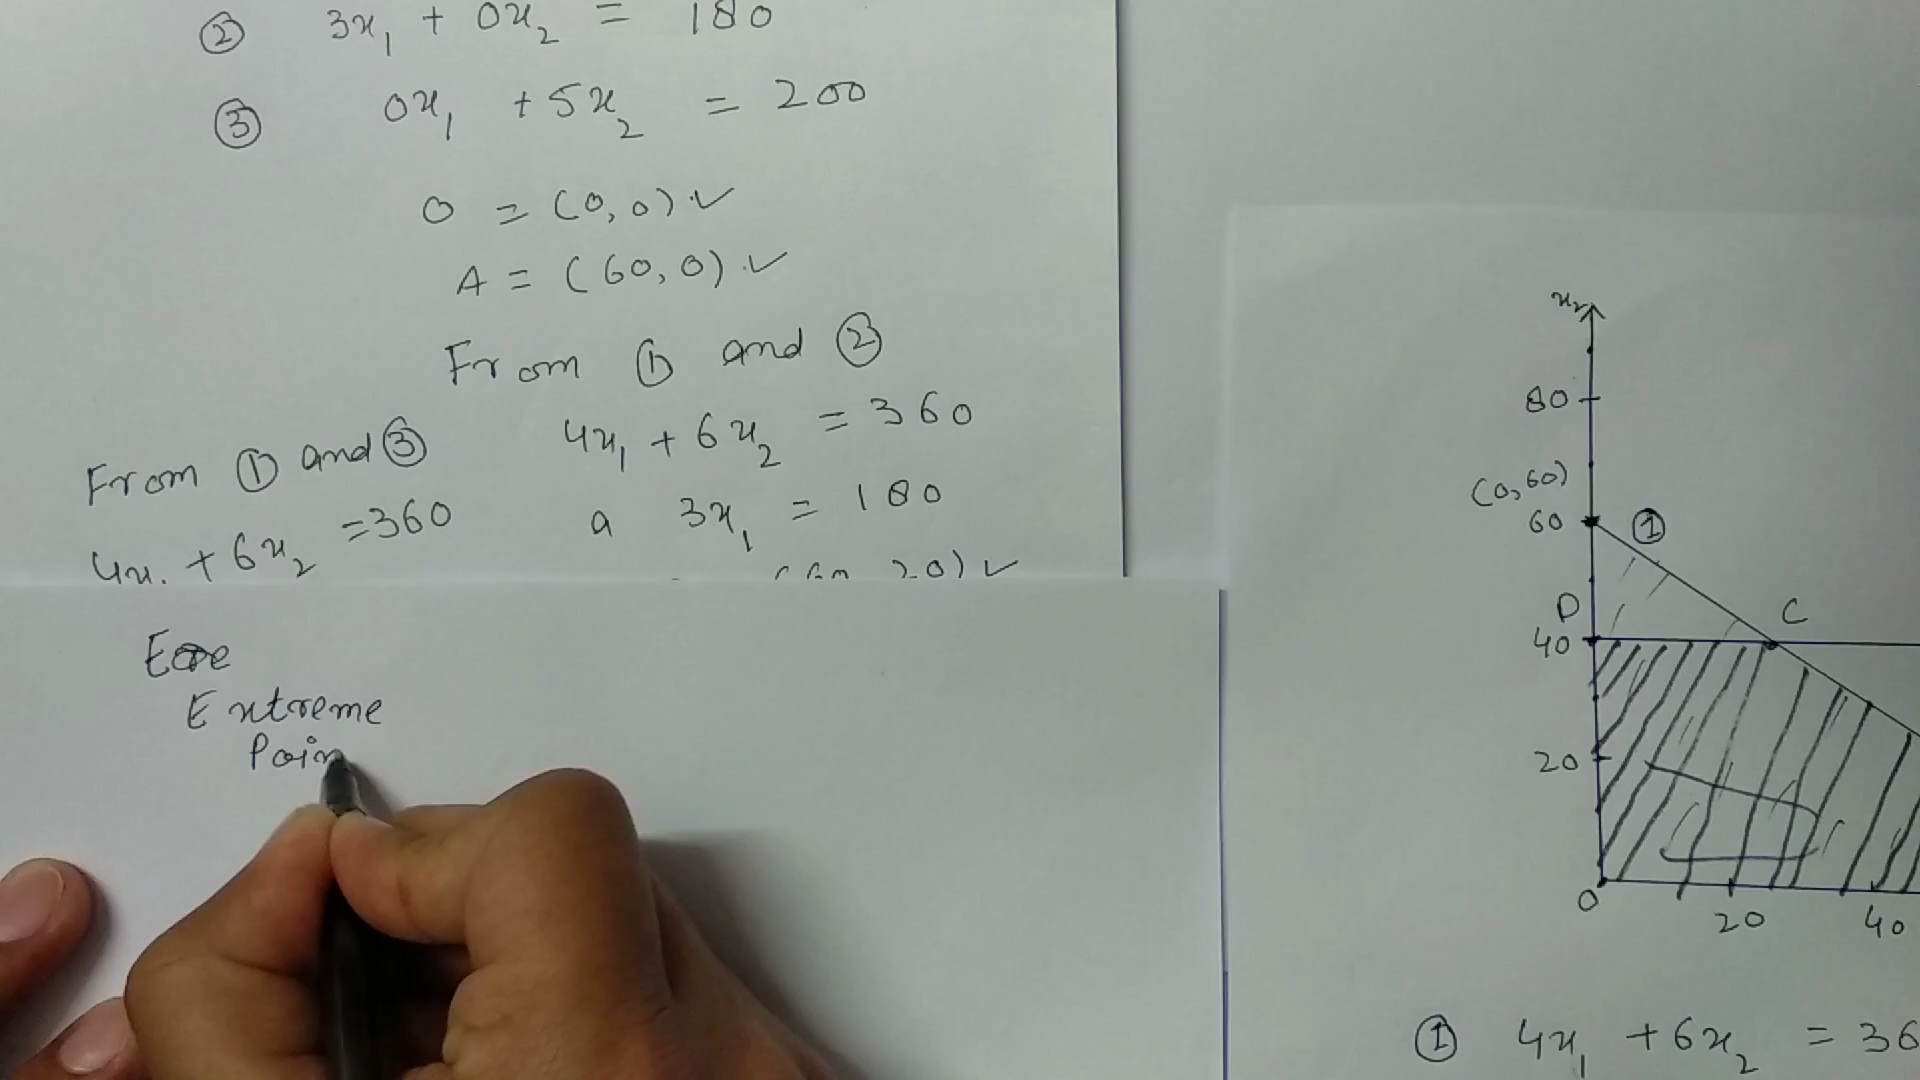 ② 3x₁ + 0x₂ = 180
③ 0x₁ + 5x₂ = 200
O = (0,0) ✓
A = (60,0) ✓
From ① and ②
4x₁ + 6x₂ = 360
a 3x₁ = 180
20) ✓
From ① and ③
4x₁ + 6x₂ = 360
Extreme
Poin
x₂
80
(0,60)
60 ①
D C
40
20
O 20 40
① 4x₁ + 6x₂ = 36